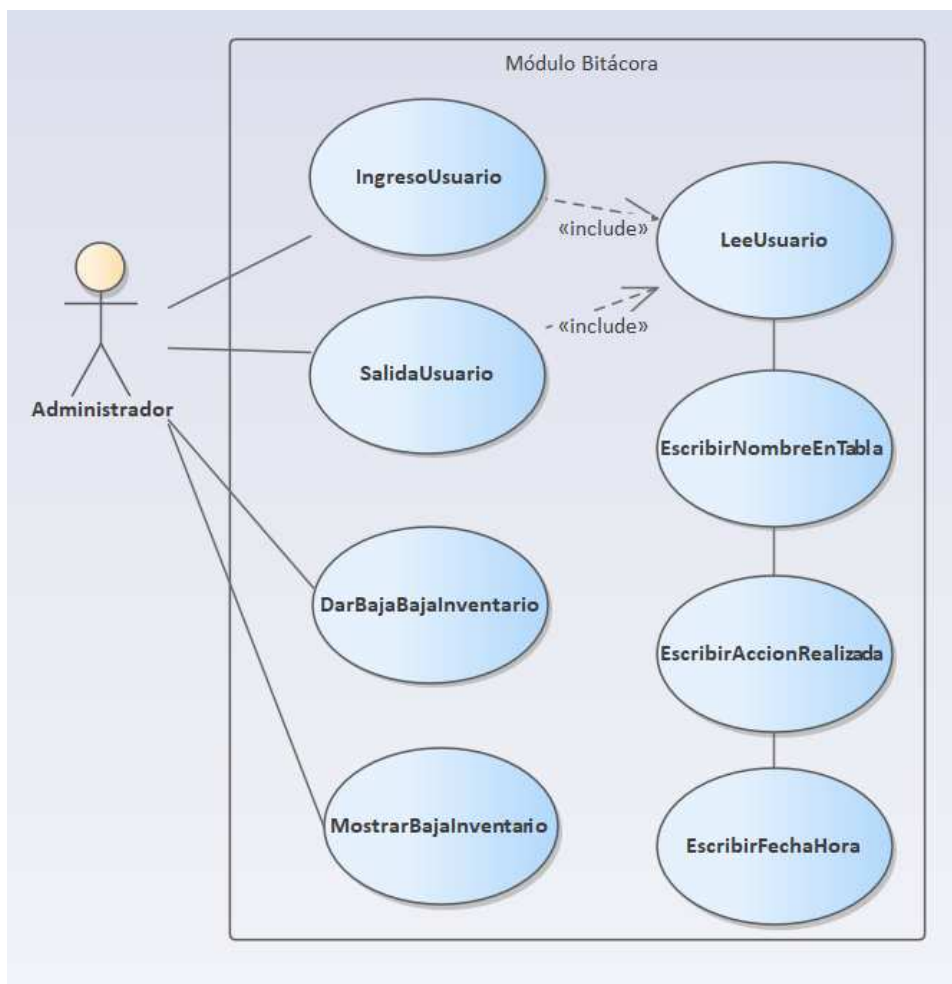 Módulo Bitácora
IngresoUsuario
«include»
LeeUsuario
SalidaUsuario
«include»
Administrador
EscribirNombreEnTabla
DarBajaBajaInventario
EscribirAccionRealizada
MostrarBajaInventario
EscribirFechaHora